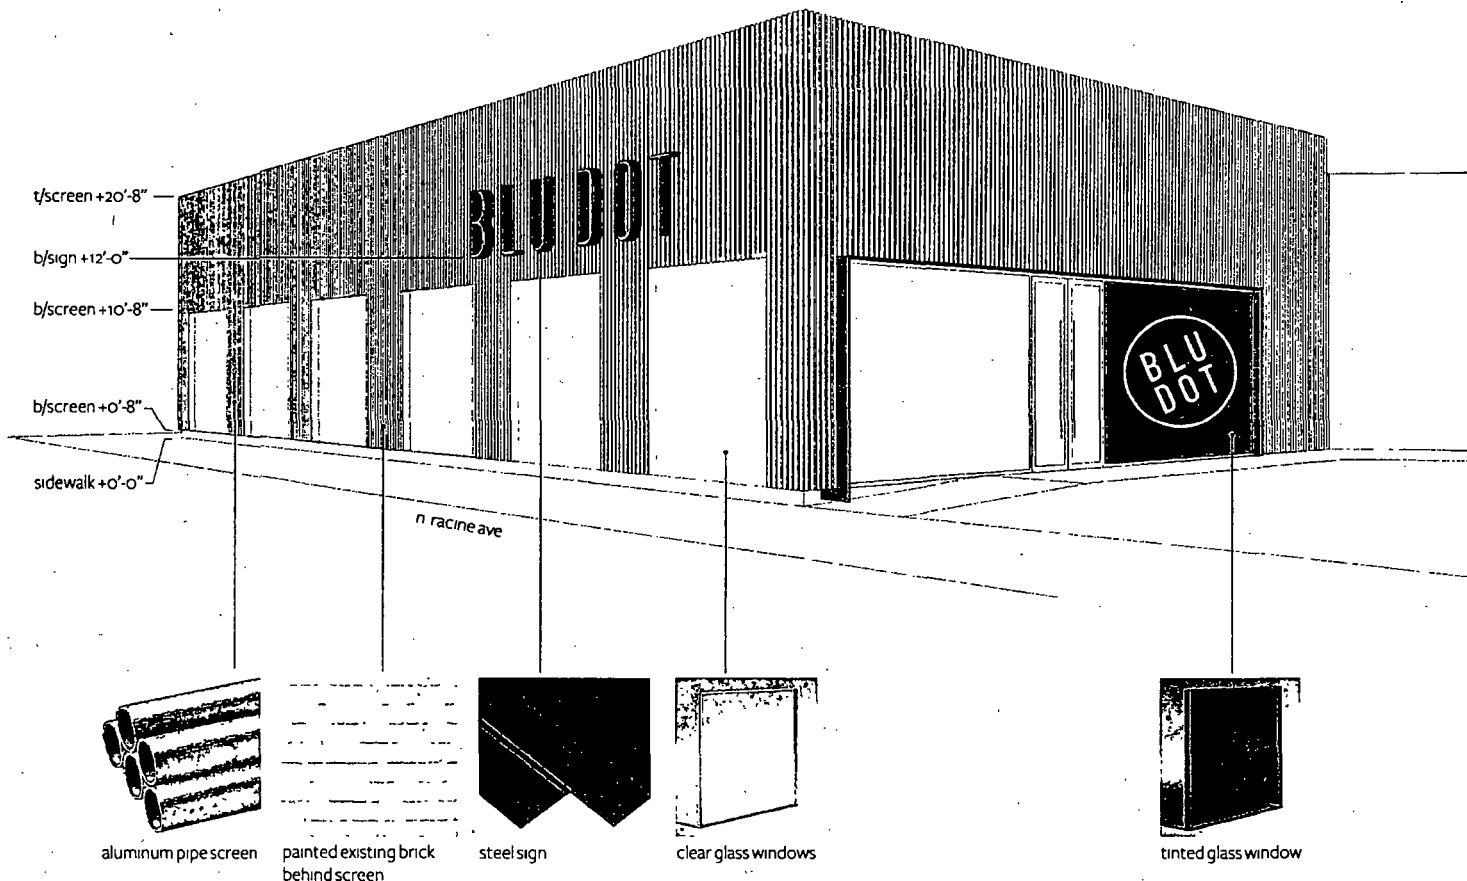 t/screen +20'-8"
BLU DOT
b/sign +12'-0"
b/screen +10'-8"
BLU
DOT
b/screen +0'-8"
sidewalk +0'-0"
n racine ave
aluminum pipe screen
painted existing brick
behind screen
steel sign
clear glass windows
tinted glass window